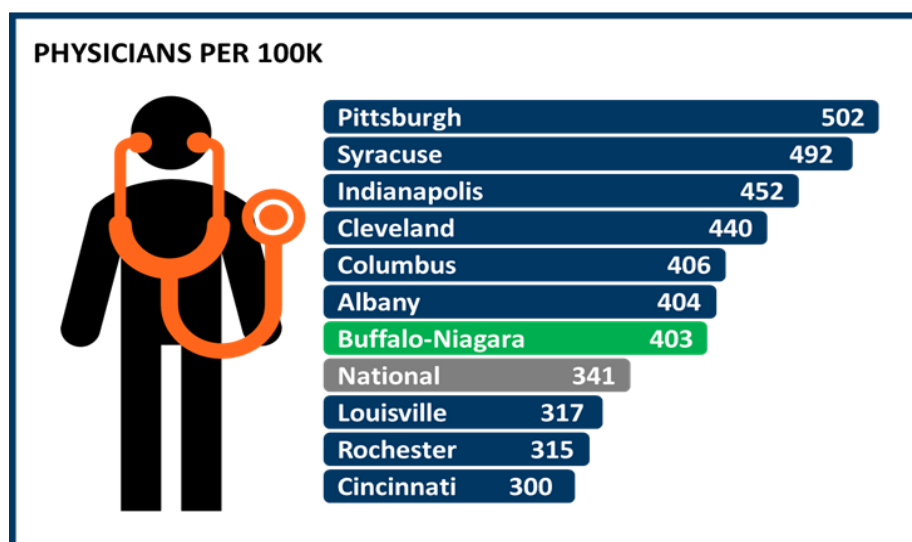 PHYSICIANS PER 100K
Pittsburgh 502
Syracuse 492
Indianapolis 452
Cleveland 440
Columbus 406
Albany 404
Buffalo-Niagara 403
National 341
Louisville 317
Rochester 315
Cincinnati 300